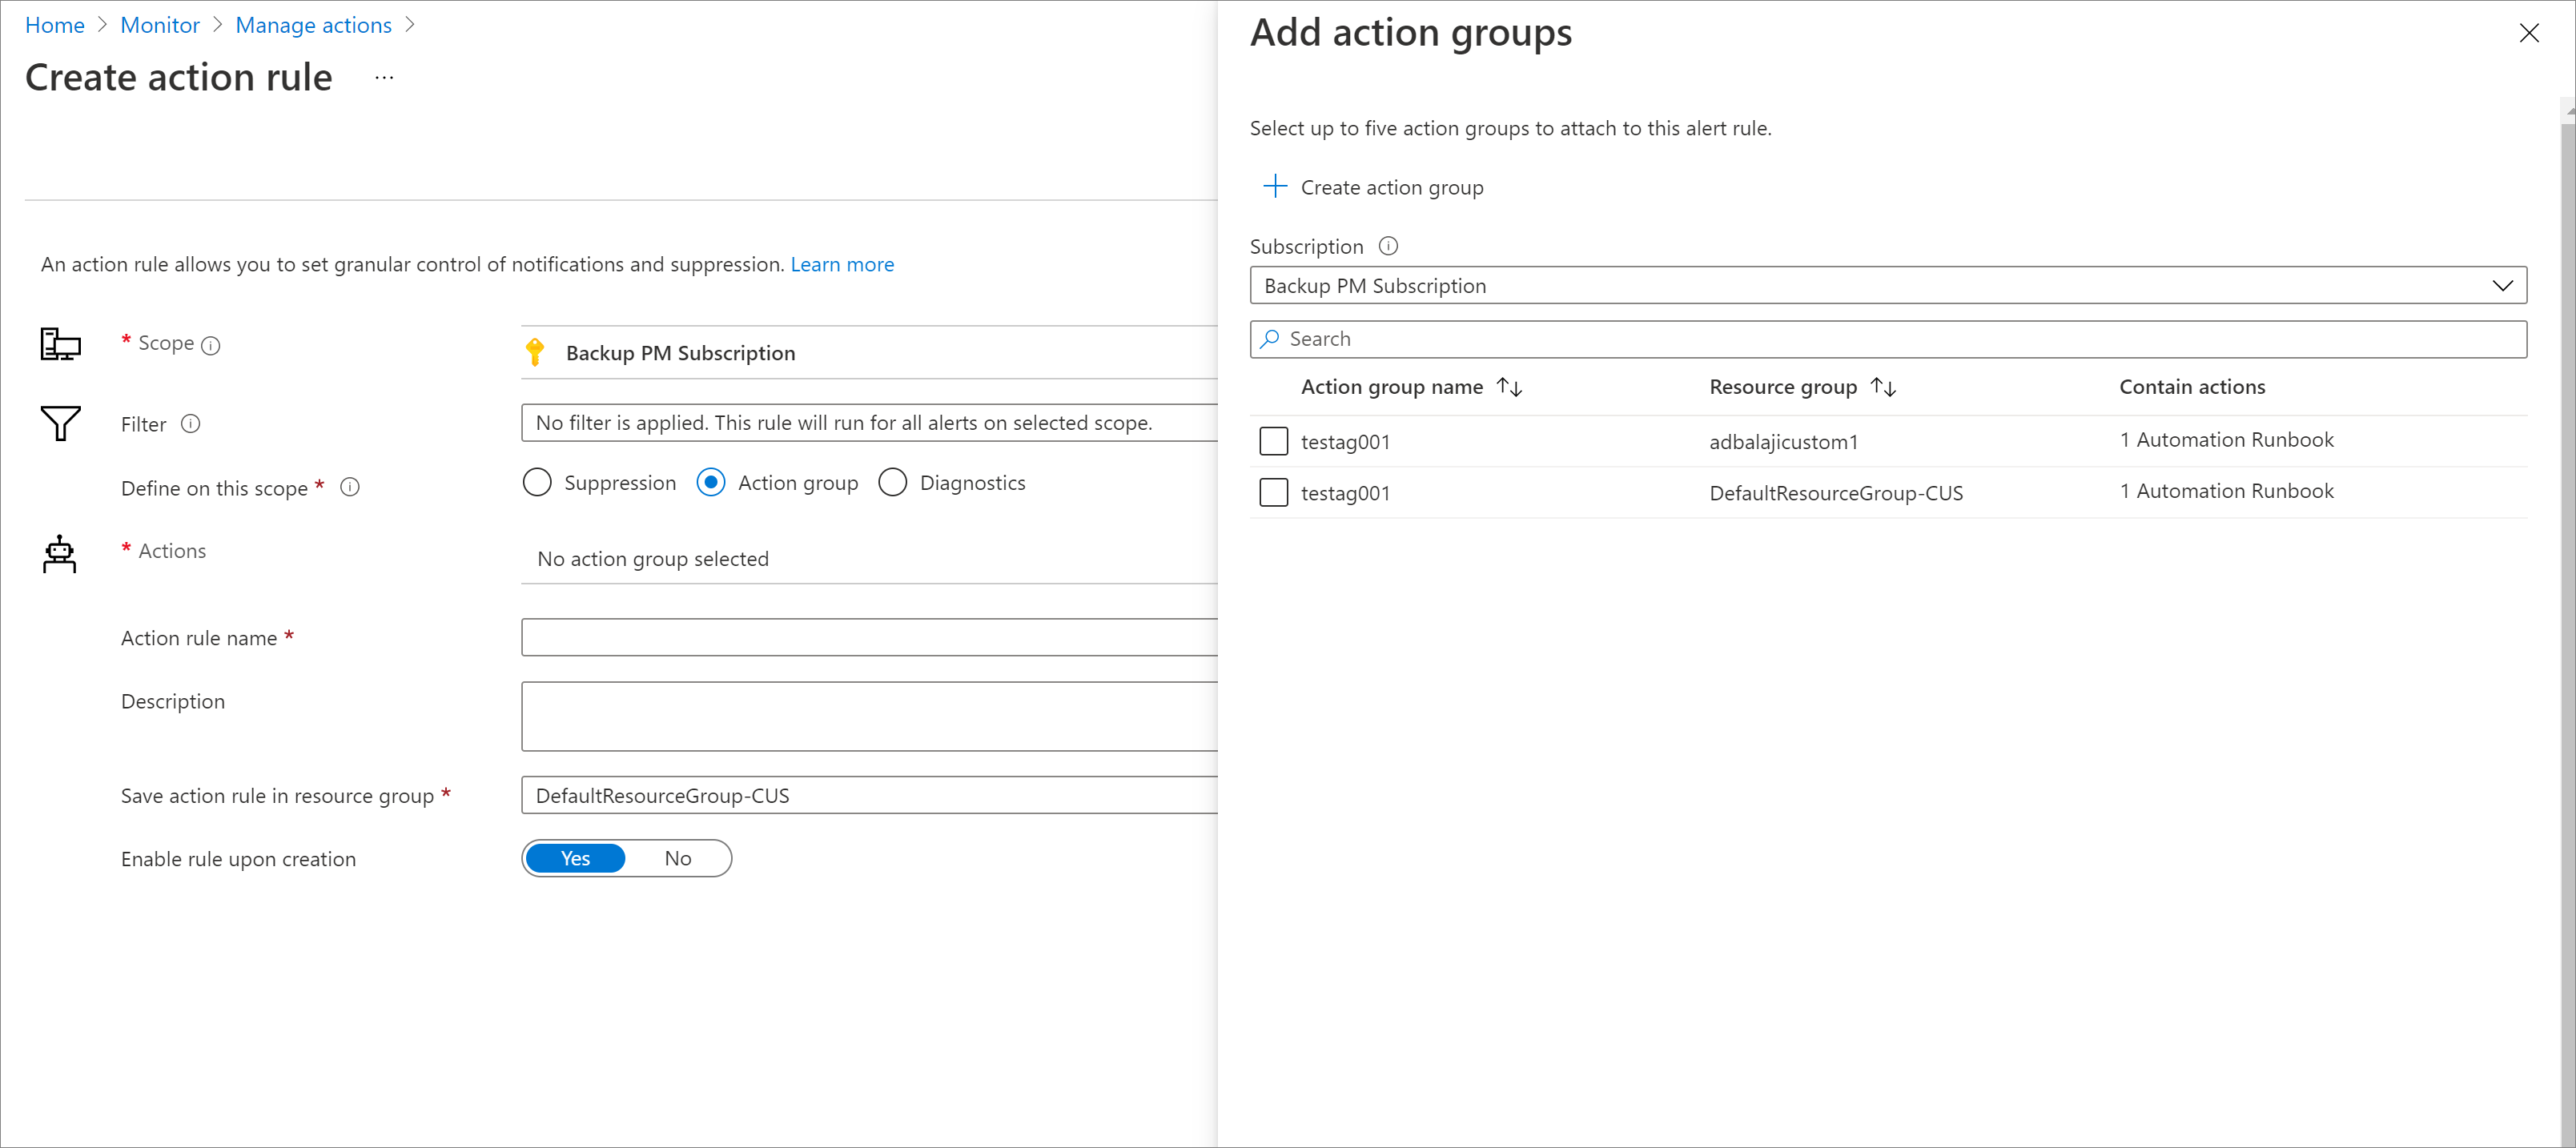 Home > Monitor > Manage actions >
Create action rule ...
An action rule allows you to set granular control of notifications and suppression. Learn more
* Scope
Backup PM Subscription
Filter
No filter is applied. This rule will run for all alerts on selected scope.
Define on this scope *
Suppression
Action group
Diagnostics
* Actions
No action group selected
Action rule name *
Description
Save action rule in resource group *
DefaultResourceGroup-CUS
Enable rule upon creation
Yes No
Add action groups
Select up to five action groups to attach to this alert rule.
Create action group
Subscription
Backup PM Subscription
Search
Action group name Resource group Contain actions
testag001 adbalajicustom1 1 Automation Runbook
testag001 DefaultResourceGroup-CUS 1 Automation Runbook